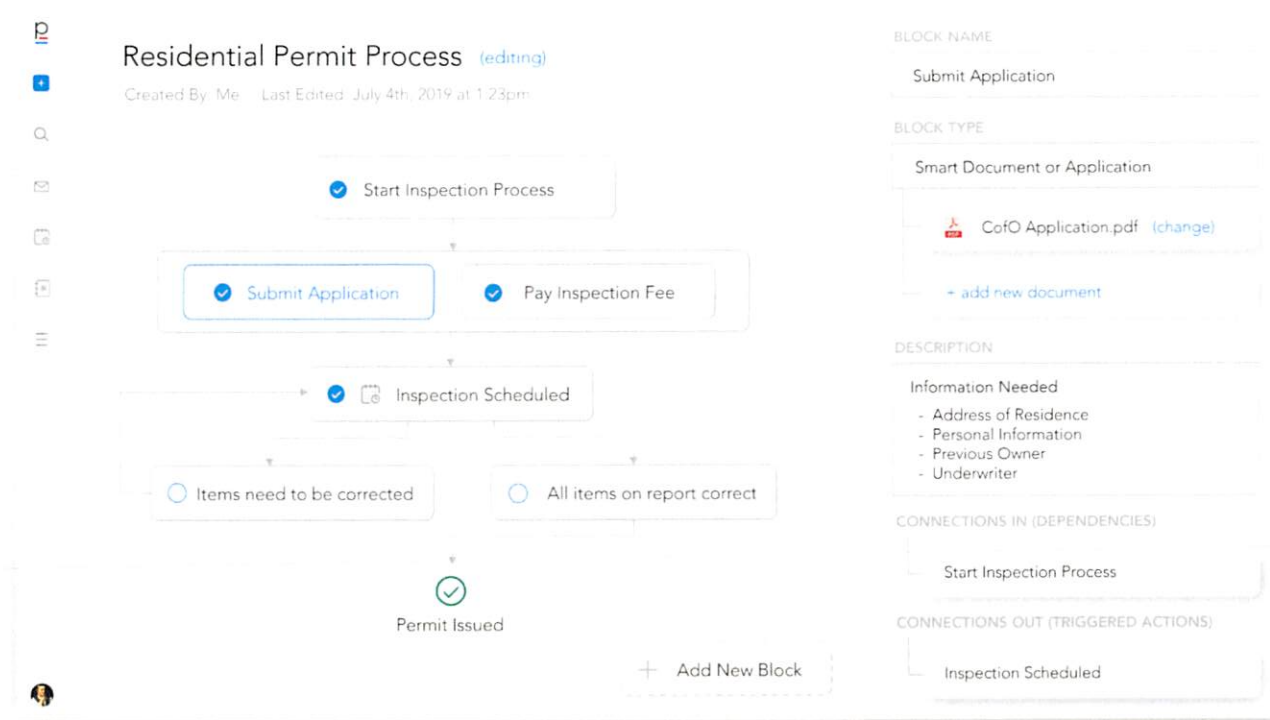 Residential Permit Process (editing)
Created By: Me Last Edited: July 4th, 2019 at 1:23pm
Start Inspection Process
Submit Application
Pay Inspection Fee
Inspection Scheduled
Items need to be corrected
All items on report correct
Permit Issued
+ Add New Block
BLOCK NAME
Submit Application
BLOCK TYPE
Smart Document or Application
PDF
CofO Application.pdf (change)
+ add new document
DESCRIPTION
Information Needed
- Address of Residence
- Personal Information
- Previous Owner
- Underwriter
CONNECTIONS IN (DEPENDENCIES)
Start Inspection Process
CONNECTIONS OUT (TRIGGERED ACTIONS)
Inspection Scheduled